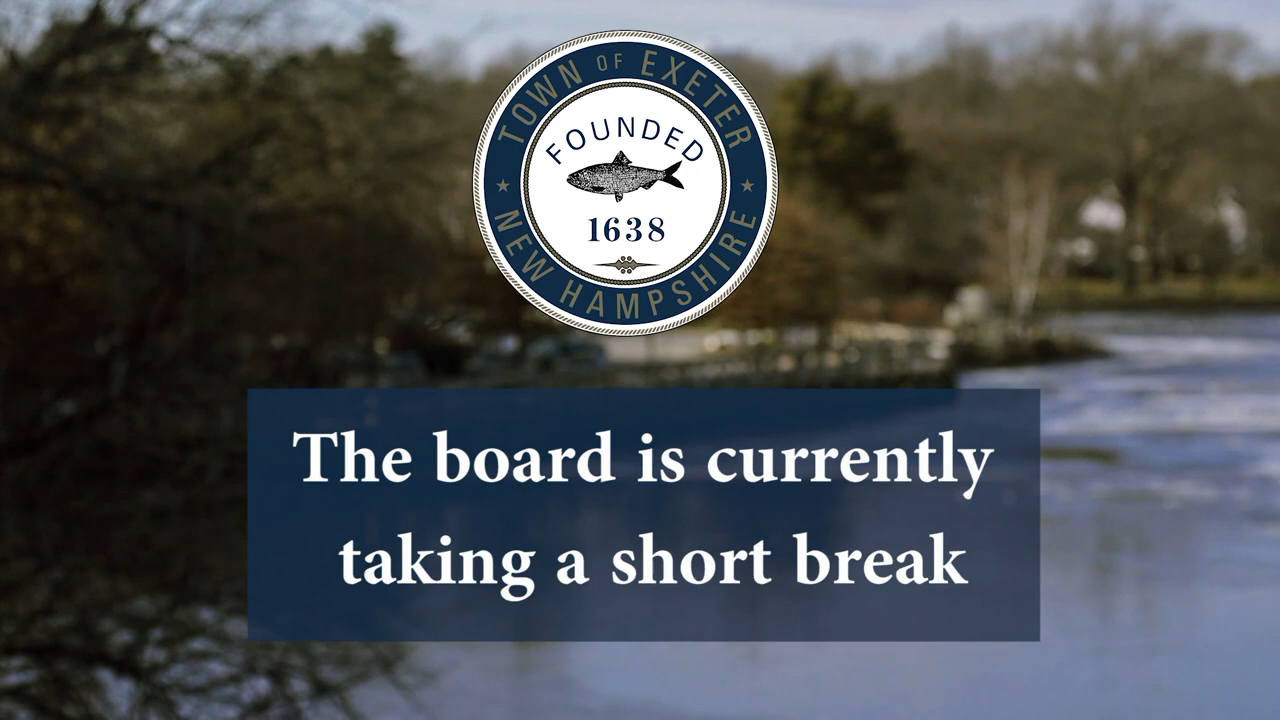 TOWN OF EXETER
FOUNDED
1638
NEW HAMPSHIRE
The board is currently
taking a short break